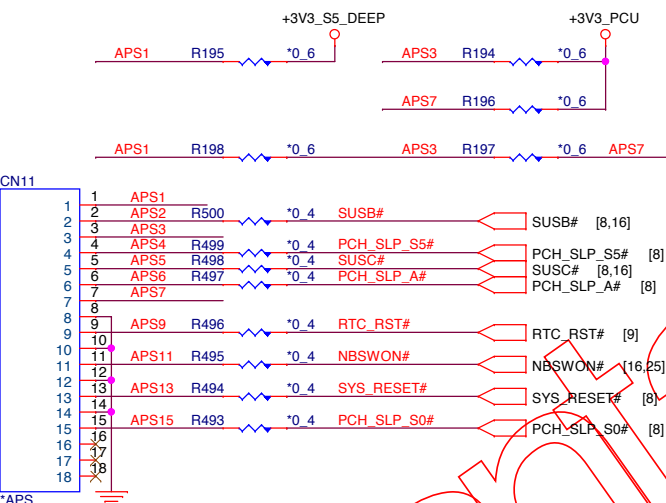 +3V3_S5_DEEP +3V3_PCU
APS1 R195 *0_6 APS3 R194 *0_6
APS7 R196 *0_6
APS1 R198 *0_6 APS3 R197 *0_6 APS7
CN11
1 1 APS1
2 2 APS2 R500 *0_4 SUSB# SUSB# [8,16]
3 3 APS3
4 4 APS4 R499 *0_4 PCH_SLP_S5# PCH_SLP_S5# [8]
5 5 APS5 R498 *0_4 SUSC# SUSC# [8,16]
6 6 APS6 R497 *0_4 PCH_SLP_A# PCH_SLP_A# [8]
7 7 APS7
8 8
9 9 APS9 R496 *0_4 RTC_RST# RTC_RST# [9]
10 10
11 11 APS11 R495 *0_4 NBSWON# NBSWON# [16,25]
12 12
13 13 APS13 R494 *0_4 SYS_RESET# SYS_RESET# [8]
14 14
15 15 APS15 R493 *0_4 PCH_SLP_S0# PCH_SLP_S0# [8]
16 16
17 17
18 18
*APS